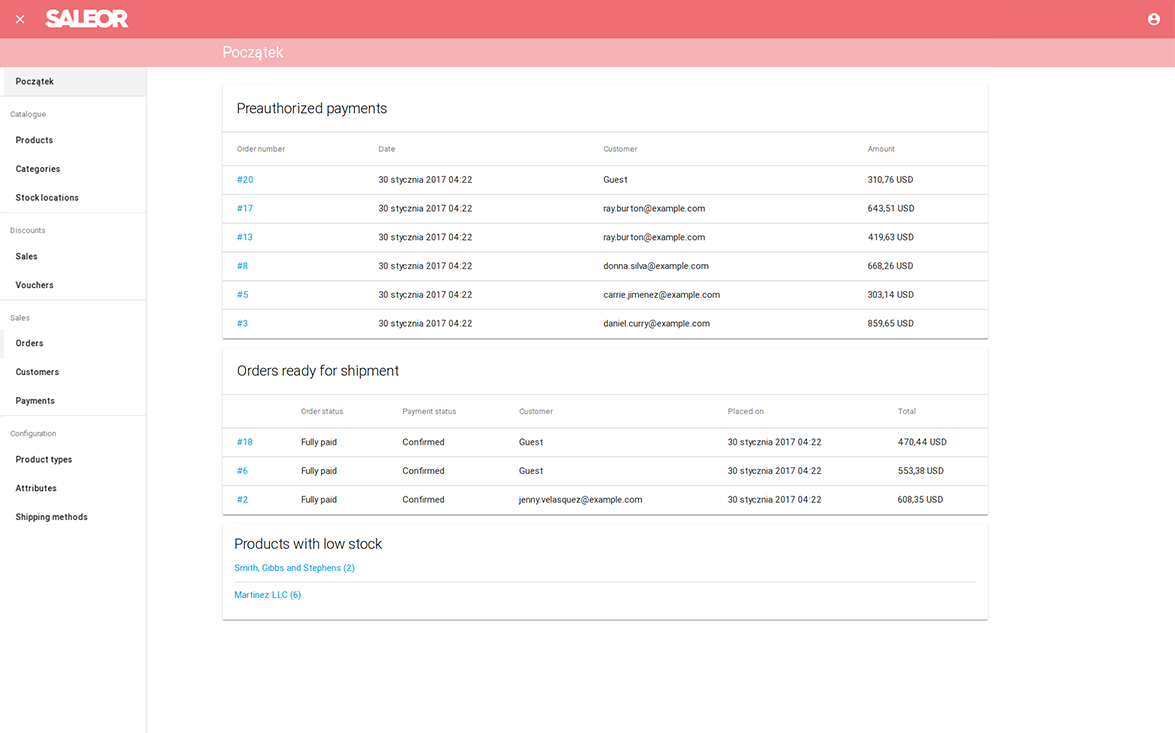 SALEOR
Początek
Początek
Catalogue
Products
Categories
Stock locations
Discounts
Sales
Vouchers
Sales
Orders
Customers
Payments
Configuration
Product types
Attributes
Shipping methods
Preauthorized payments
Order number Date Customer Amount
#20 30 stycznia 2017 04:22 Guest 310,76 USD
#17 30 stycznia 2017 04:22 ray.burton@example.com 643,51 USD
#13 30 stycznia 2017 04:22 ray.burton@example.com 419,63 USD
#8 30 stycznia 2017 04:22 donna.silva@example.com 668,26 USD
#5 30 stycznia 2017 04:22 carrie.jimenez@example.com 303,14 USD
#3 30 stycznia 2017 04:22 daniel.curry@example.com 859,65 USD
Orders ready for shipment
Order status Payment status Customer Placed on Total
#18 Fully paid Confirmed Guest 30 stycznia 2017 04:22 470,44 USD
#6 Fully paid Confirmed Guest 30 stycznia 2017 04:22 553,38 USD
#2 Fully paid Confirmed jenny.velasquez@example.com 30 stycznia 2017 04:22 608,35 USD
Products with low stock
Smith, Gibbs and Stephens (2)
Martinez LLC (6)